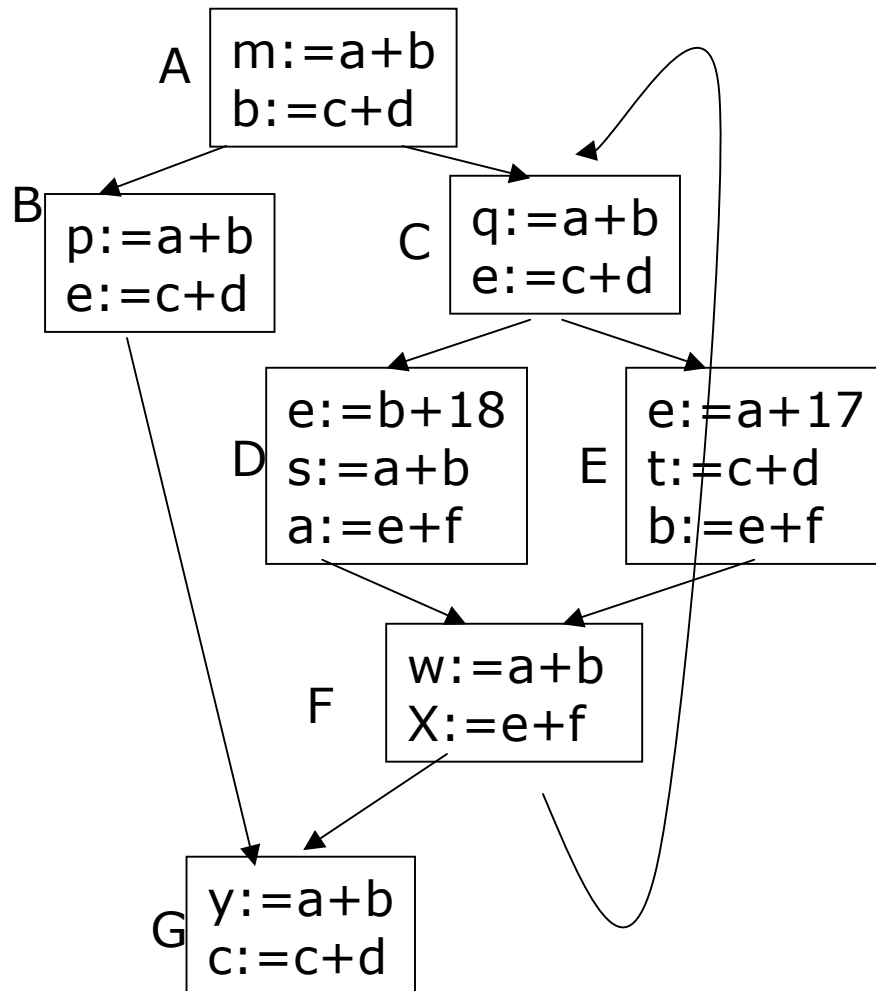 A
m:=a+b
b:=c+d
B
p:=a+b
e:=c+d
C
q:=a+b
e:=c+d
D
e:=b+18
s:=a+b
a:=e+f
E
e:=a+17
t:=c+d
b:=e+f
F
w:=a+b
X:=e+f
G
y:=a+b
c:=c+d